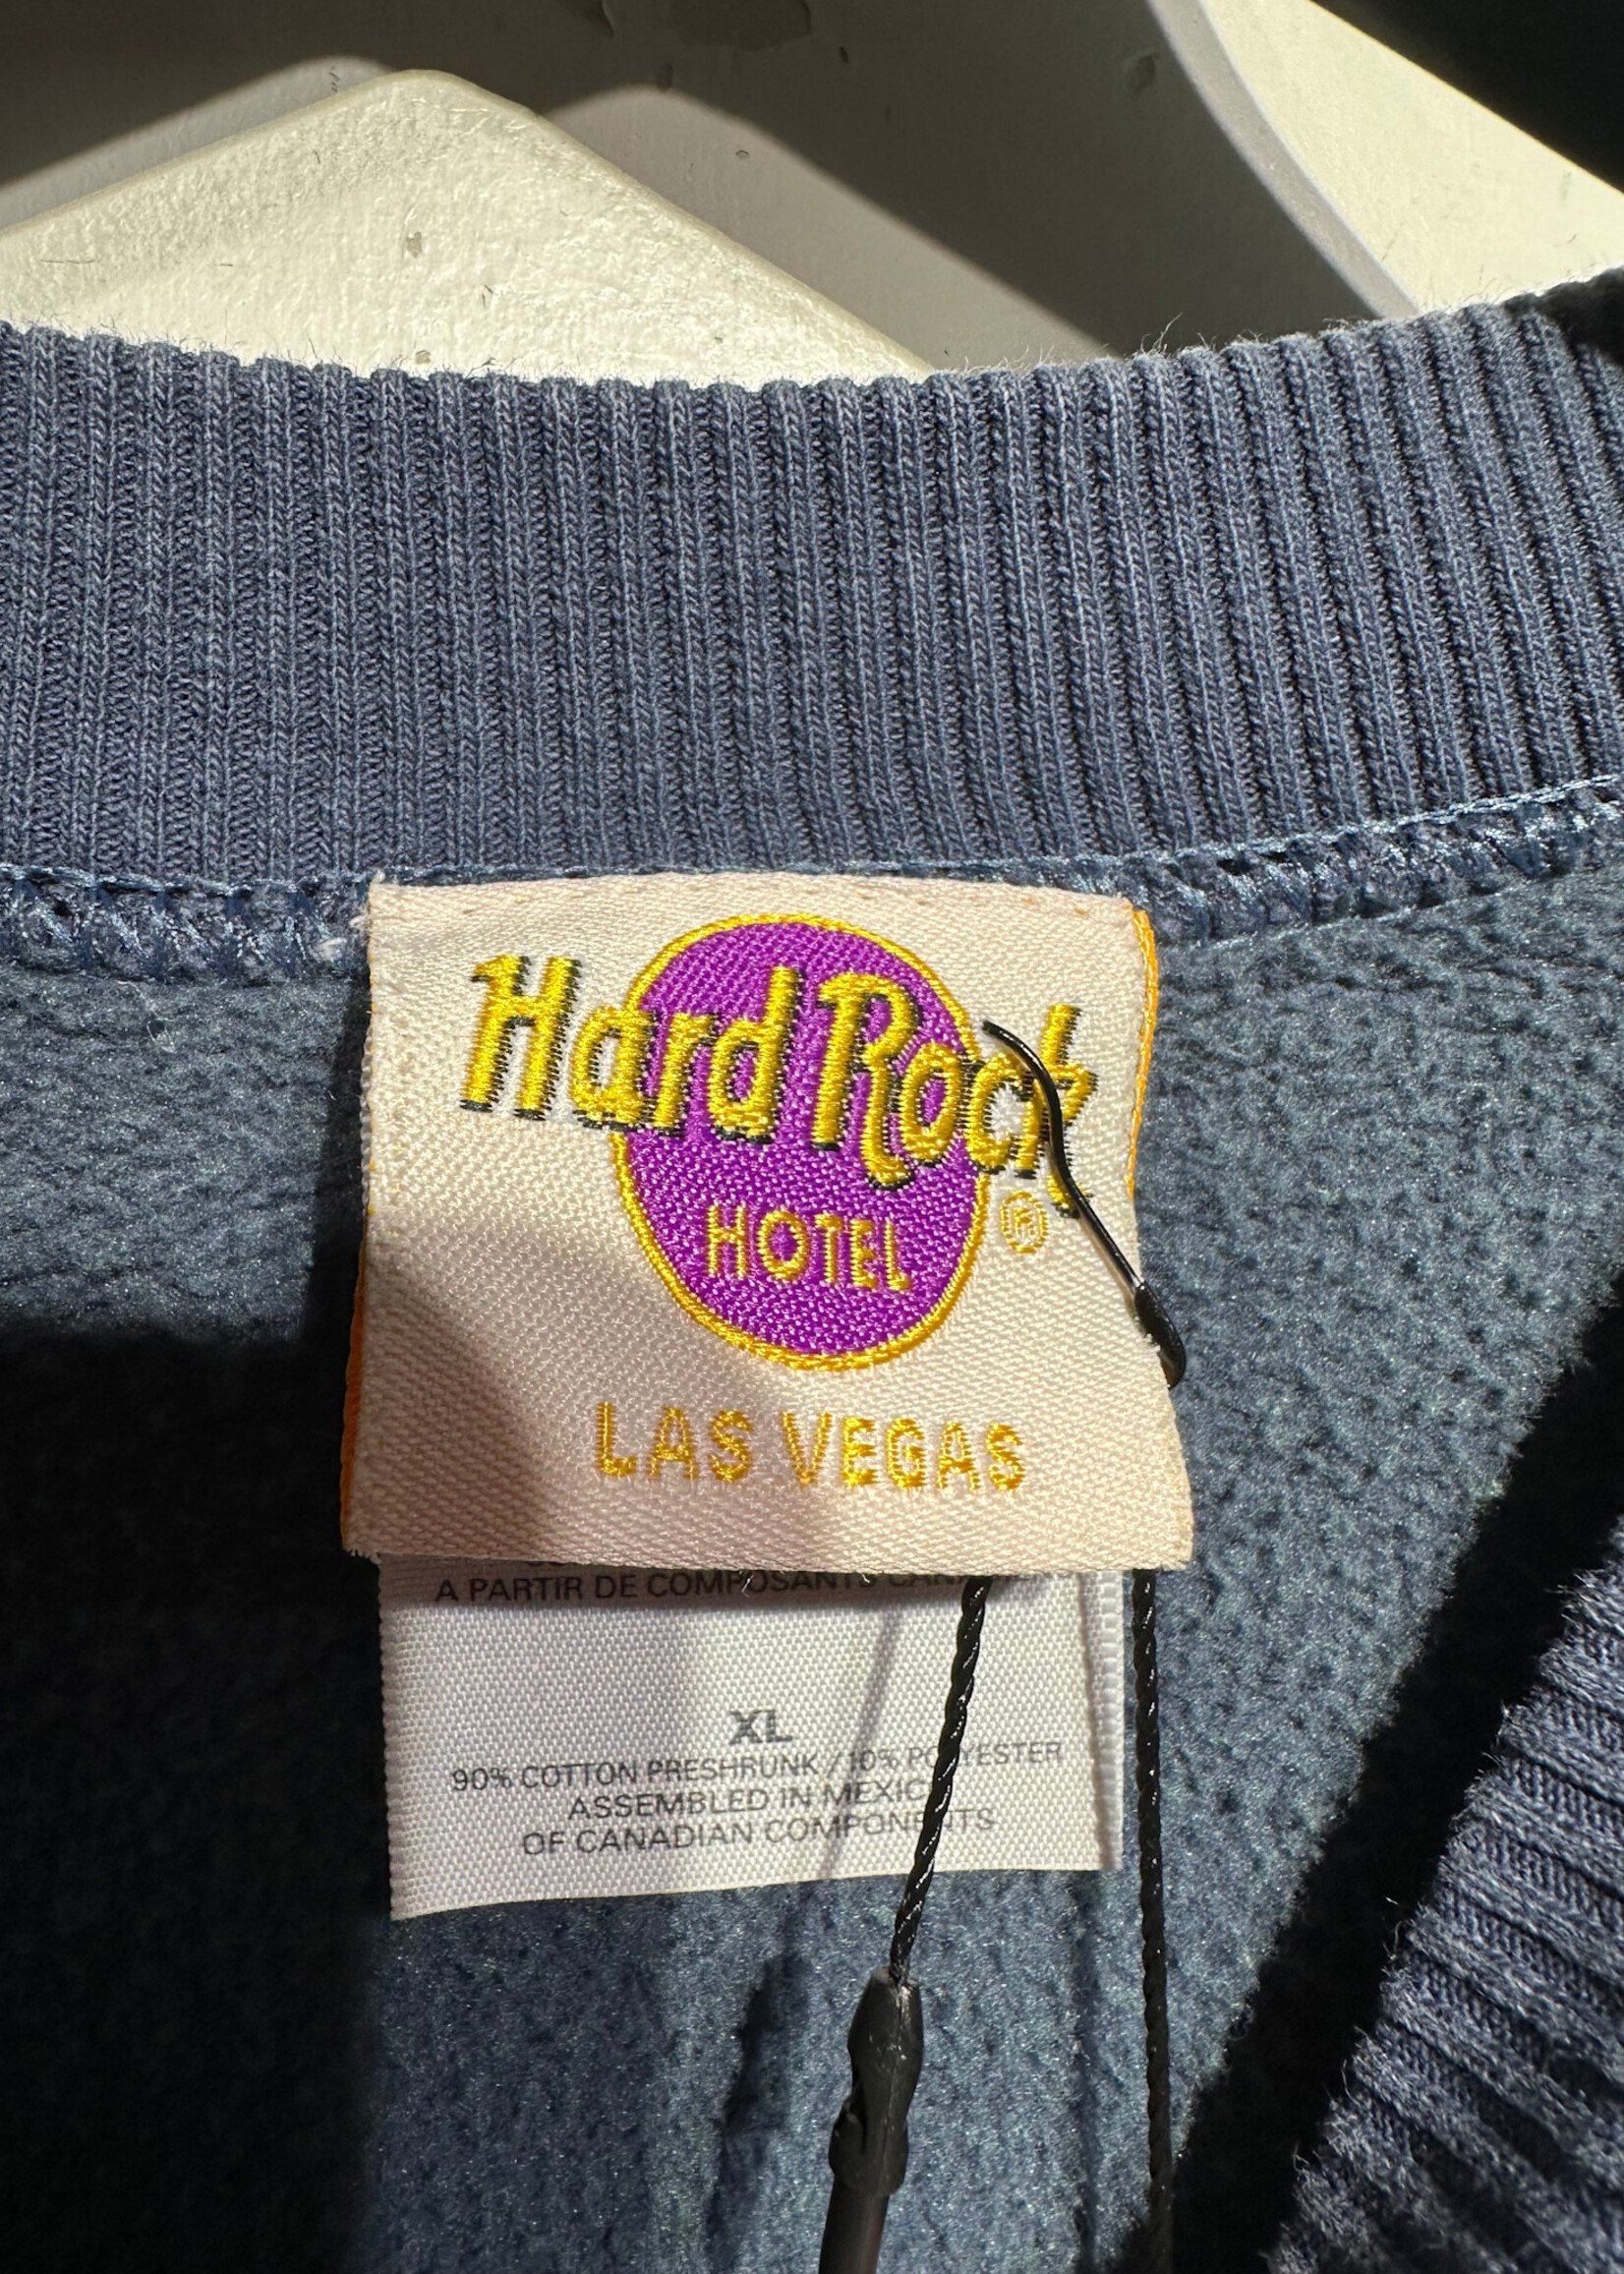 Hard Rock
HOTEL
®
LAS VEGAS
A PARTIR DE COMPOSANTS
XL
90% COTTON PRESHRUNK / 10% POLYESTER
ASSEMBLED IN MEXICO
OF CANADIAN COMPONENTS